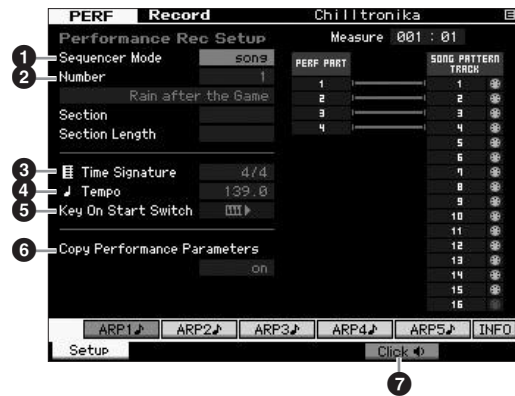 PERF Record Chilltronika E
Performance Rec Setup Measure 001 : 01
1 Sequencer Mode song
2 Number 1
Rain after the Game
Section
Section Length
3 Time Signature 4/4
4 Tempo 139.0
5 Key On Start Switch
6 Copy Performance Parameters
on
PERF PART SONG PATTERN
TRACK
1 1
2 2
3 3
4 4
5
6
7
8
9
10
11
12
13
14
15
16
ARP1 ARP2 ARP3 ARP4 ARP5 INFO
Setup Click
7